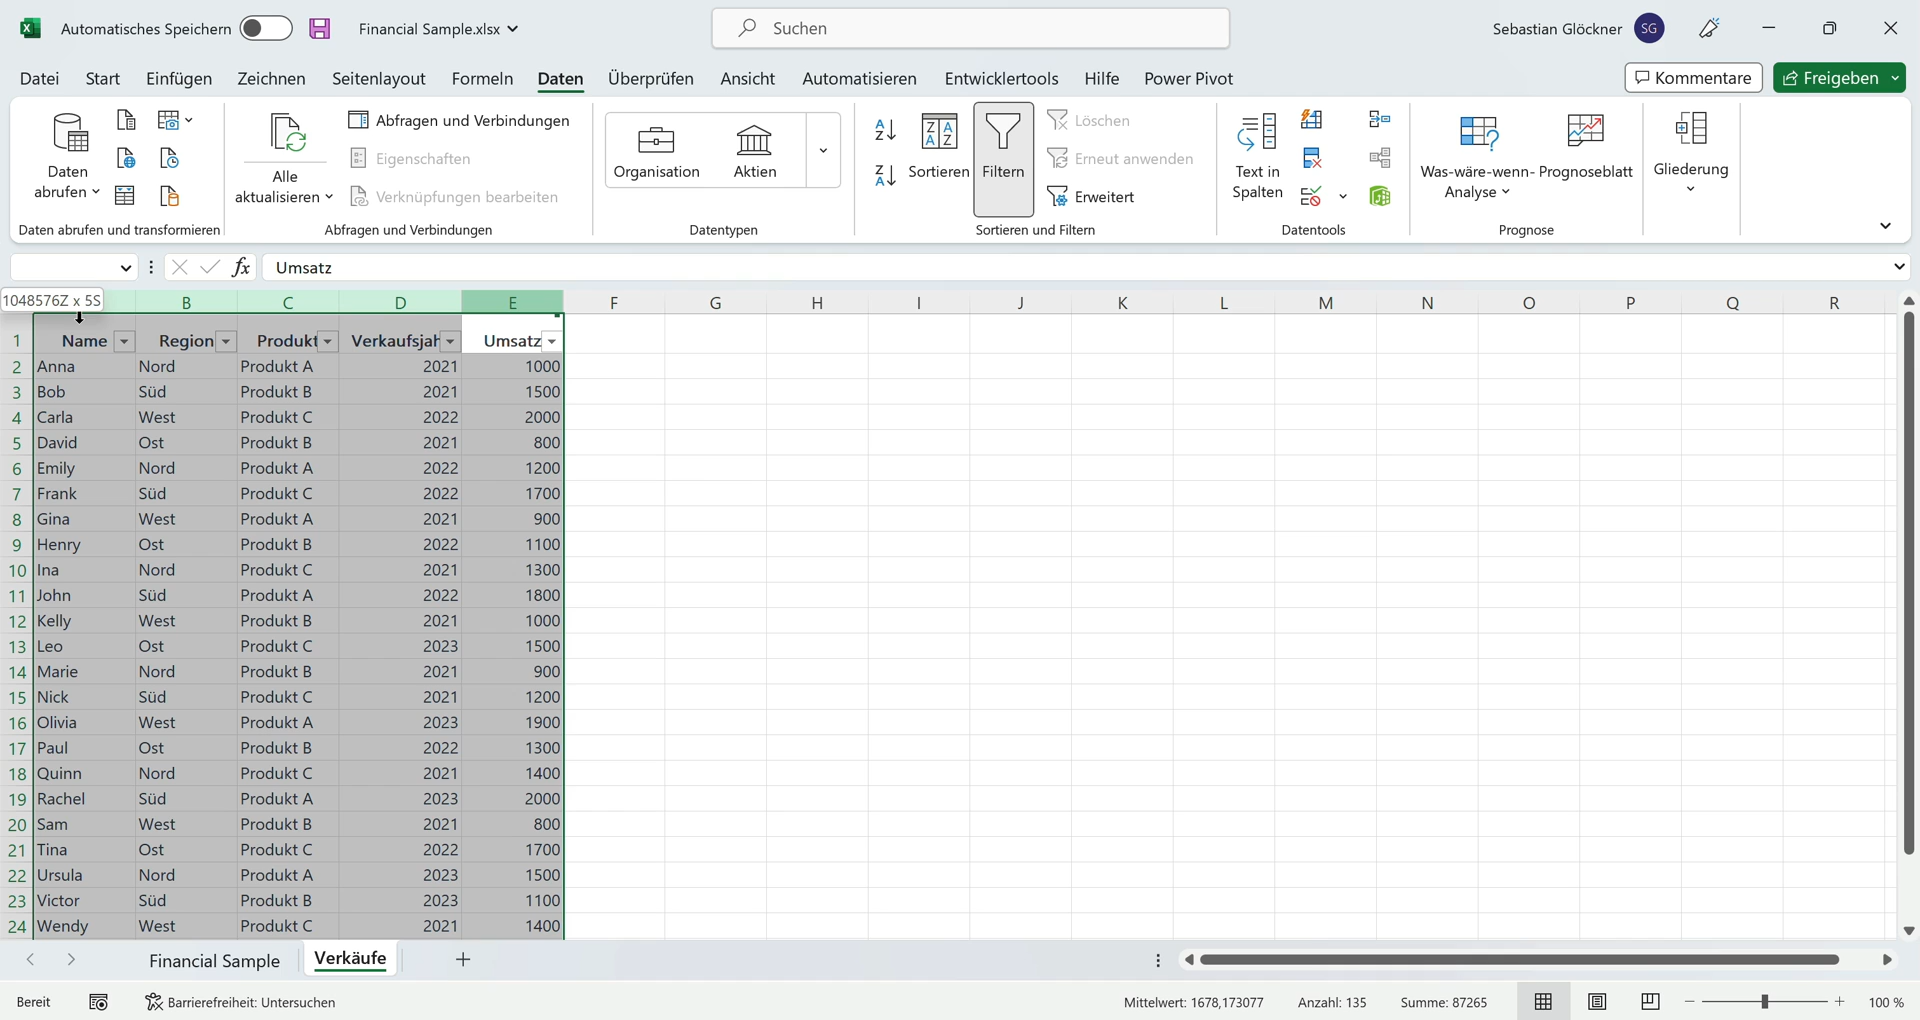 Automatisches Speichern Financial Sample.xlsx Suchen Sebastian Glöckner SG
Datei Start Einfügen Zeichnen Seitenlayout Formeln Daten Überprüfen Ansicht Automatisieren Entwicklertools Hilfe Power Pivot Kommentare Freigeben
Daten abrufen
Alle aktualisieren
Abfragen und Verbindungen
Eigenschaften
Verknüpfungen bearbeiten
Organisation Aktien
Sortieren Filtern
Löschen
Erneut anwenden
Erweitert
Text in Spalten
Was-wäre-wenn-Analyse
Prognoseblatt
Gliederung
Daten abrufen und transformieren Abfragen und Verbindungen Datentypen Sortieren und Filtern Datentools Prognose
fx Umsatz
1048576Z x 5S B C D E F G H I J K L M N O P Q R
1 Name Region Produkt Verkaufsjahr Umsatz
2 Anna Nord Produkt A 2021 1000
3 Bob Süd Produkt B 2021 1500
4 Carla West Produkt C 2022 2000
5 David Ost Produkt B 2021 800
6 Emily Nord Produkt A 2022 1200
7 Frank Süd Produkt C 2022 1700
8 Gina West Produkt A 2021 900
9 Henry Ost Produkt B 2022 1100
10 Ina Nord Produkt C 2021 1300
11 John Süd Produkt A 2022 1800
12 Kelly West Produkt B 2021 1000
13 Leo Ost Produkt C 2023 1500
14 Marie Nord Produkt B 2021 900
15 Nick Süd Produkt C 2021 1200
16 Olivia West Produkt A 2023 1900
17 Paul Ost Produkt B 2022 1300
18 Quinn Nord Produkt C 2021 1400
19 Rachel Süd Produkt A 2023 2000
20 Sam West Produkt B 2021 800
21 Tina Ost Produkt C 2022 1700
22 Ursula Nord Produkt A 2023 1500
23 Victor Süd Produkt B 2023 1100
24 Wendy West Produkt C 2021 1400
Financial Sample Verkäufe
Bereit Barrierefreiheit: Untersuchen Mittelwert: 1678,173077 Anzahl: 135 Summe: 87265 100 %